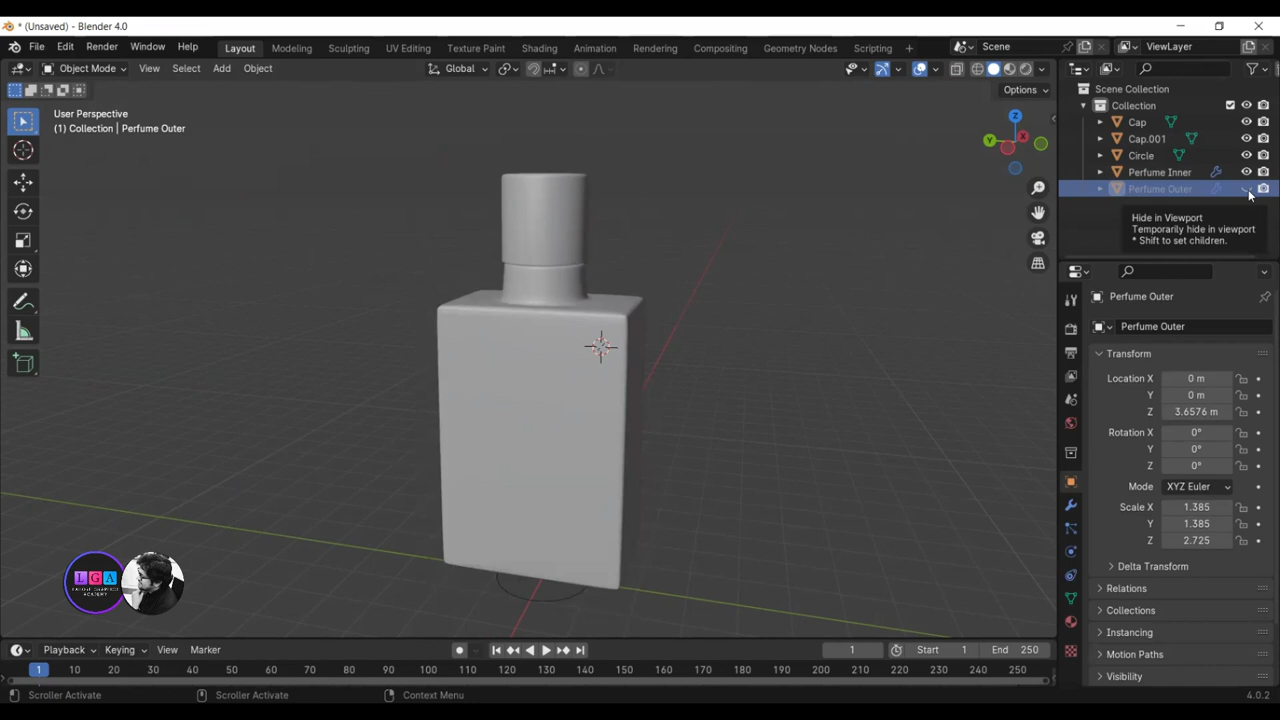 * (Unsaved) - Blender 4.0
File Edit Render Window Help Layout Modeling Sculpting UV Editing Texture Paint Shading Animation Rendering Compositing Geometry Nodes Scripting + Scene ViewLayer
Object Mode View Select Add Object Global
Options
User Perspective
(1) Collection | Perfume Outer
Z
Y
X
Scene Collection
Collection
Cap
Cap.001
Circle
Perfume Inner
Perfume Outer
Hide in Viewport
Temporarily hide in viewport
* Shift to set children.
Perfume Outer
Perfume Outer
Transform
Location X 0 m
Y 0 m
Z 3.6576 m
Rotation X 0°
Y 0°
Z 0°
Mode XYZ Euler
Scale X 1.385
Y 1.385
Z 2.725
Delta Transform
Relations
Collections
Instancing
Motion Paths
Visibility
LGA
Playback Keying View Marker 1 Start 1 End 250
1 10 20 30 40 50 60 70 80 90 100 110 120 130 140 150 160 170 180 190 200 210 220 230 240 250
Scroller Activate Scroller Activate Context Menu 4.0.2